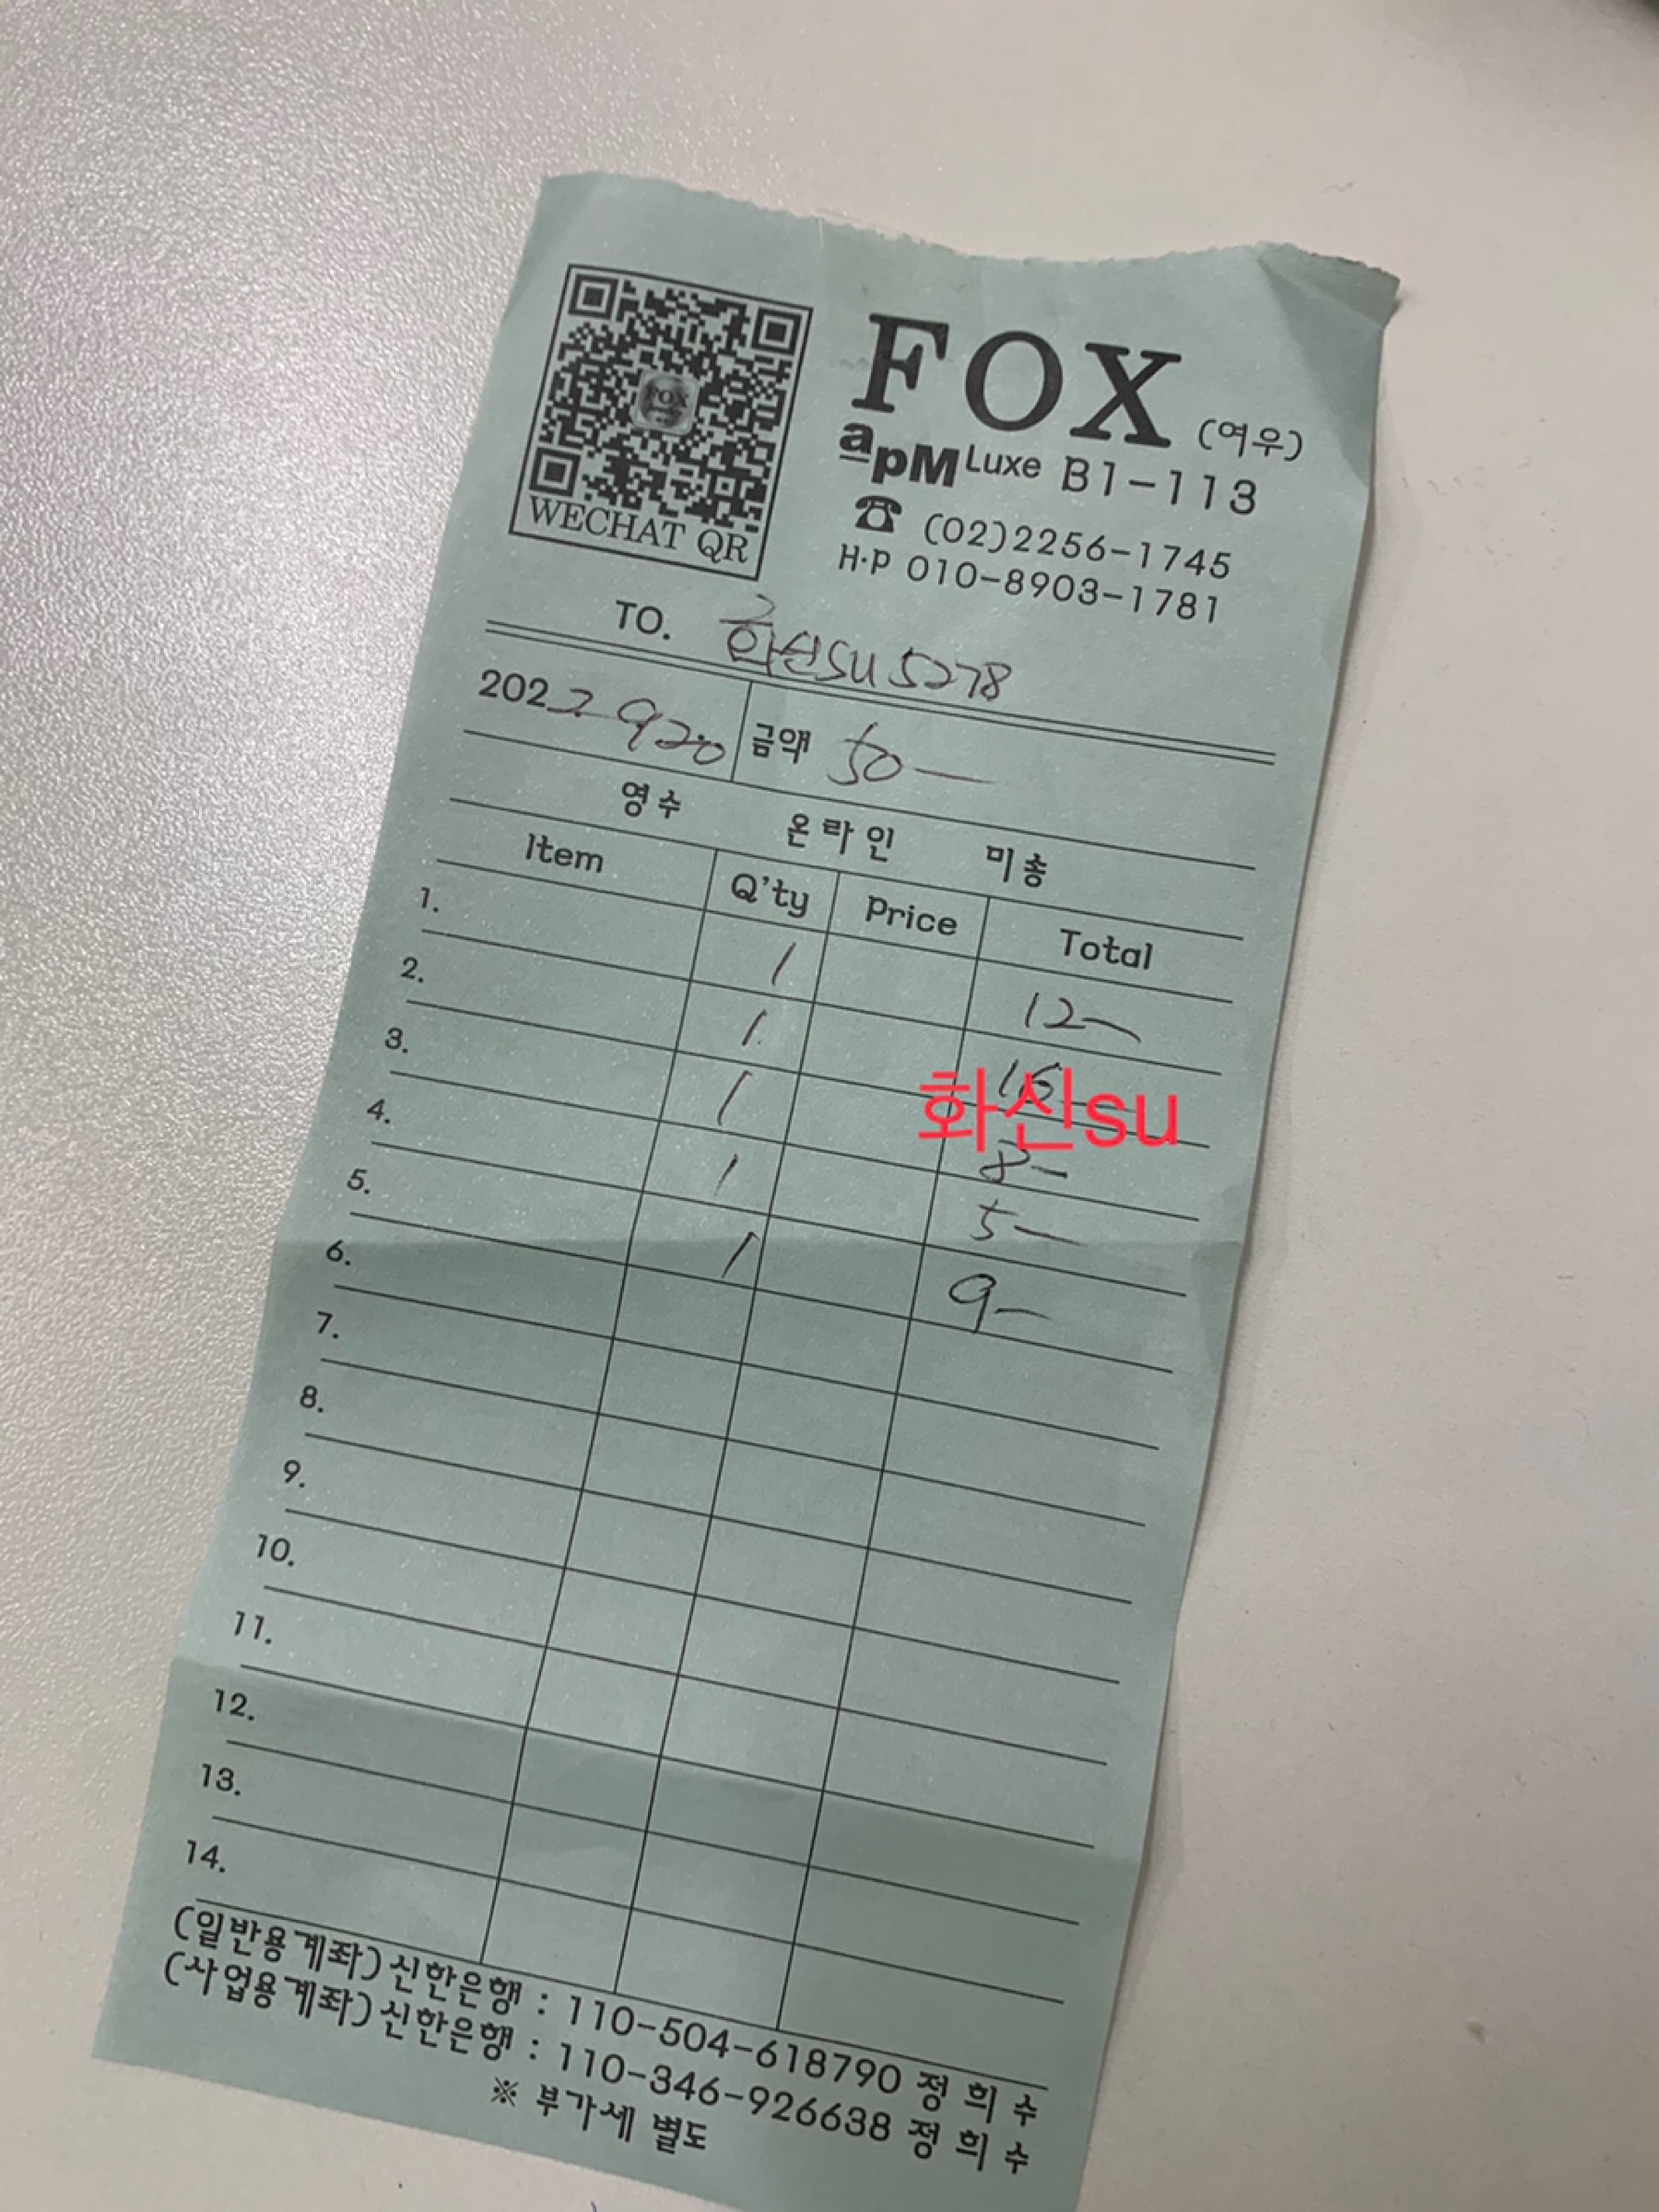 FOX (여우)
apM Luxe B1-113
☎ (02)2256-1745
H·P 010-8903-1781
WECHAT QR
TO. 화신SU 5278
2022 9 20 금액 50—
영수 온라인 미송
Item Q'ty Price Total
1. 1 12—
2. 1 16—
3. 1 8—
4. 1 5—
5. 1 9—
화신su
6.
7.
8.
9.
10.
11.
12.
13.
14.
(일반용계좌)신한은행 : 110-504-618790 정희수
(사업용계좌)신한은행 : 110-346-926638 정희수
※ 부가세 별도